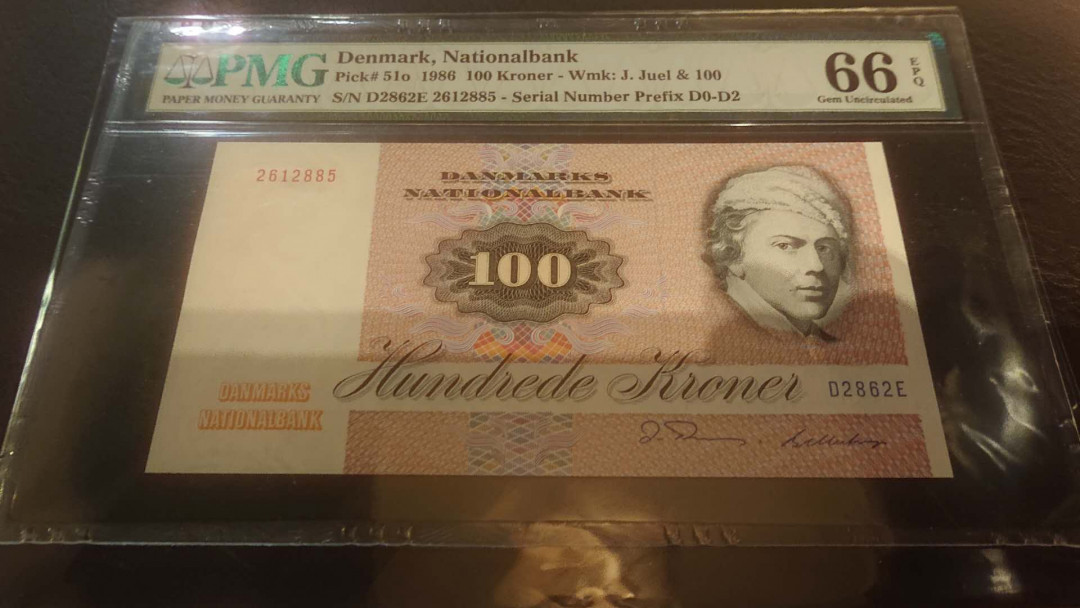 PMG
PAPER MONEY GUARANTY
Denmark, Nationalbank
Pick# 51o 1986 100 Kroner - Wmk: J. Juel & 100
S/N D2862E 2612885 - Serial Number Prefix D0-D2
66
EPQ
Gem Uncirculated
2612885
DANMARKS
NATIONALBANK
100
Hundrede Kroner
D2862E
DANMARKS
NATIONALBANK